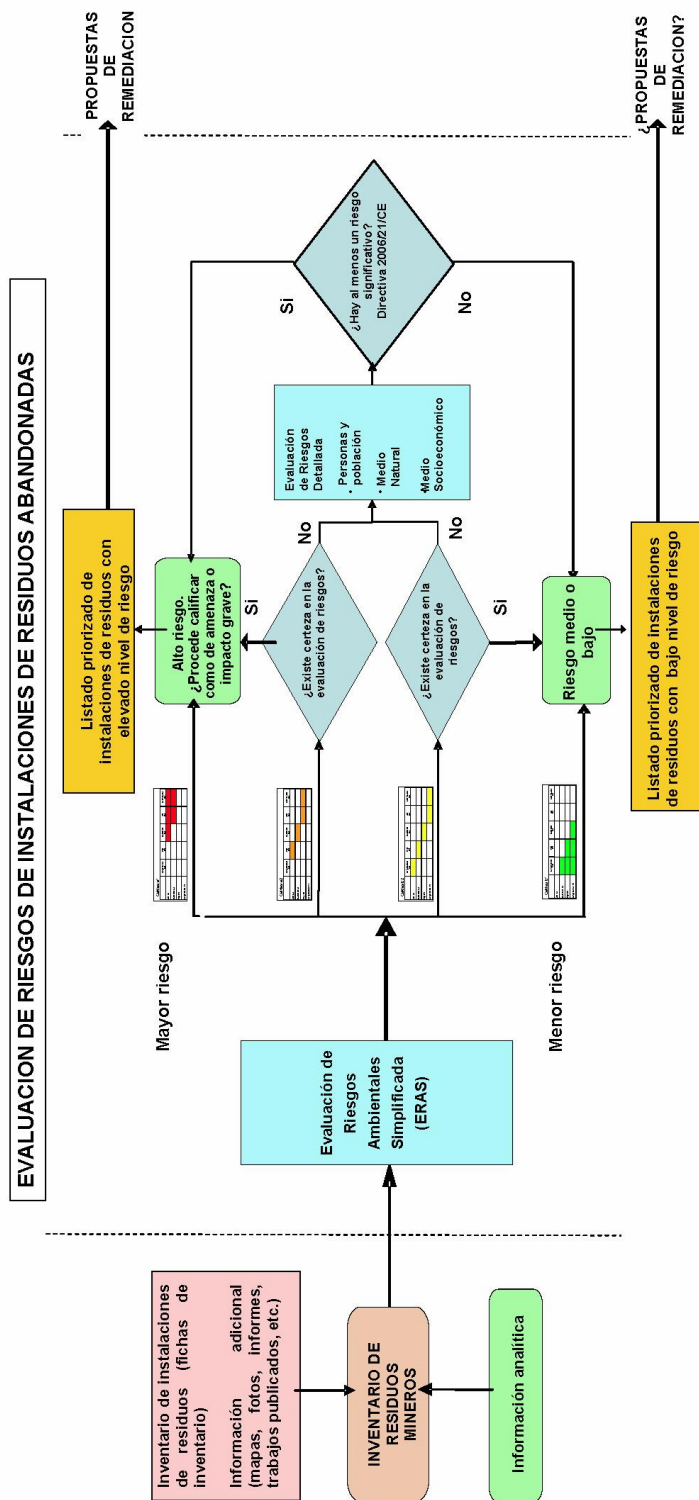 EVALUACION DE RIESGOS DE INSTALACIONES DE RESIDUOS ABANDONADAS
Inventario de instalaciones
de residuos (fichas de
inventario)
Información adicional
(mapas, fotos, informes,
trabajos publicados, etc.)
INVENTARIO DE
RESIDUOS
MINEROS
Información analítica
Evaluación de
Riesgos
Ambientales
Simplificada
(ERAS)
Mayor riesgo
Menor riesgo
Listado priorizado de
instalaciones de residuos con
elevado nivel de riesgo
Alto riesgo.
¿Procede calificar
como de amenaza o
impacto grave?
Si
¿Existe certeza en la
evaluación de riesgos?
No
¿Existe certeza en la
evaluación de
riesgos?
No
Si
Riesgo medio o
bajo
Listado priorizado de instalaciones
de residuos con bajo nivel de riesgo
Evaluación
de Riesgos
Detallada
• Personas y
población
• Medio
Natural
•Medio
Socioeconómico
¿Hay al menos un riesgo
significativo?
Directiva 2006/21/CE
Si
No
PROPUESTAS
DE
REMEDIACION
¿PROPUESTAS
DE
REMEDIACION?